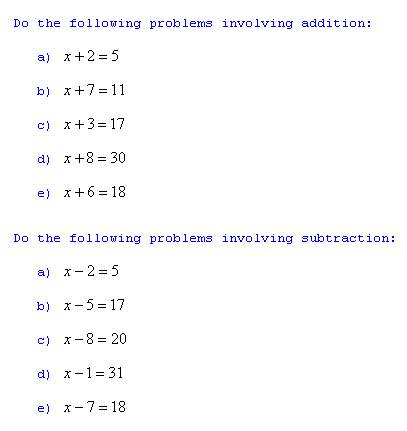 Do the following problems involving addition:
a) x + 2 = 5
b) x + 7 = 11
c) x + 3 = 17
d) x + 8 = 30
e) x + 6 = 18
Do the following problems involving subtraction:
a) x − 2 = 5
b) x − 5 = 17
c) x − 8 = 20
d) x − 1 = 31
e) x − 7 = 18